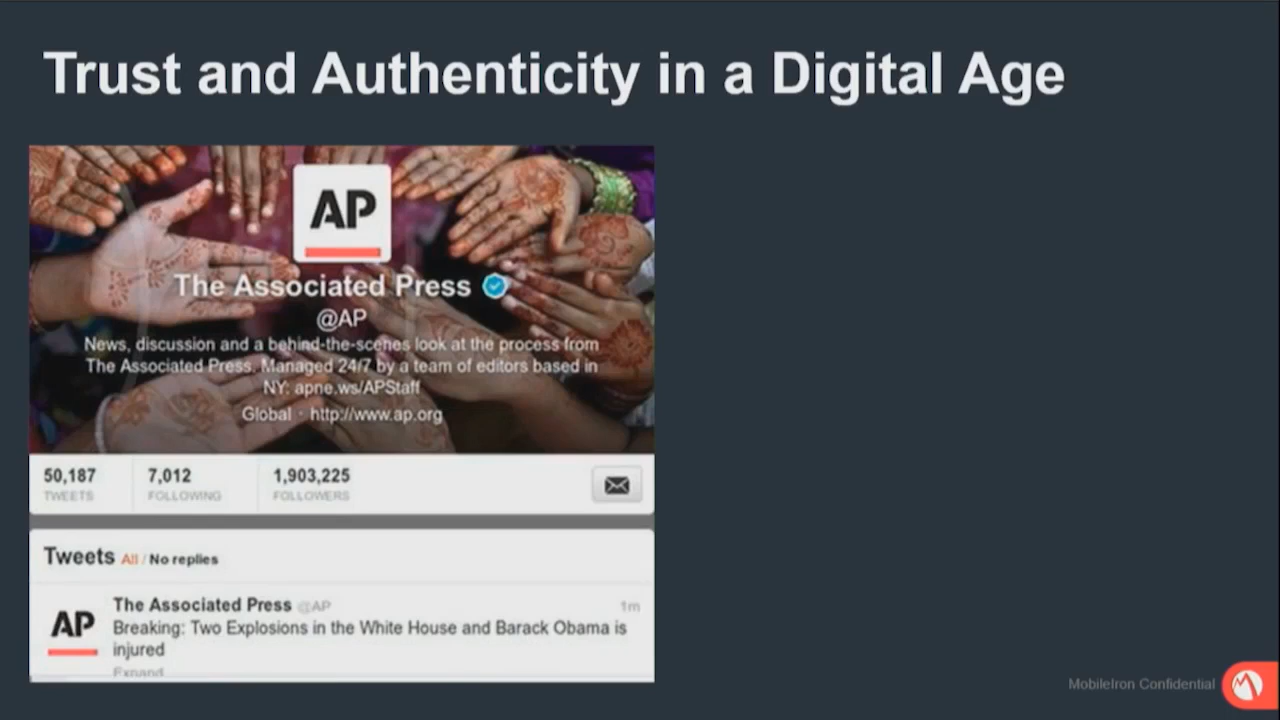 Trust and Authenticity in a Digital Age
AP
The Associated Press
@AP
News, discussion and a behind-the-scenes look at the process from
The Associated Press. Managed 24/7 by a team of editors based in
NY: apne.ws/APStaff
Global · http://www.ap.org
50,187 7,012 1,903,225
TWEETS FOLLOWING FOLLOWERS
Tweets All / No replies
AP
The Associated Press @AP 1m
Breaking: Two Explosions in the White House and Barack Obama is
injured
Expand
MobileIron Confidential